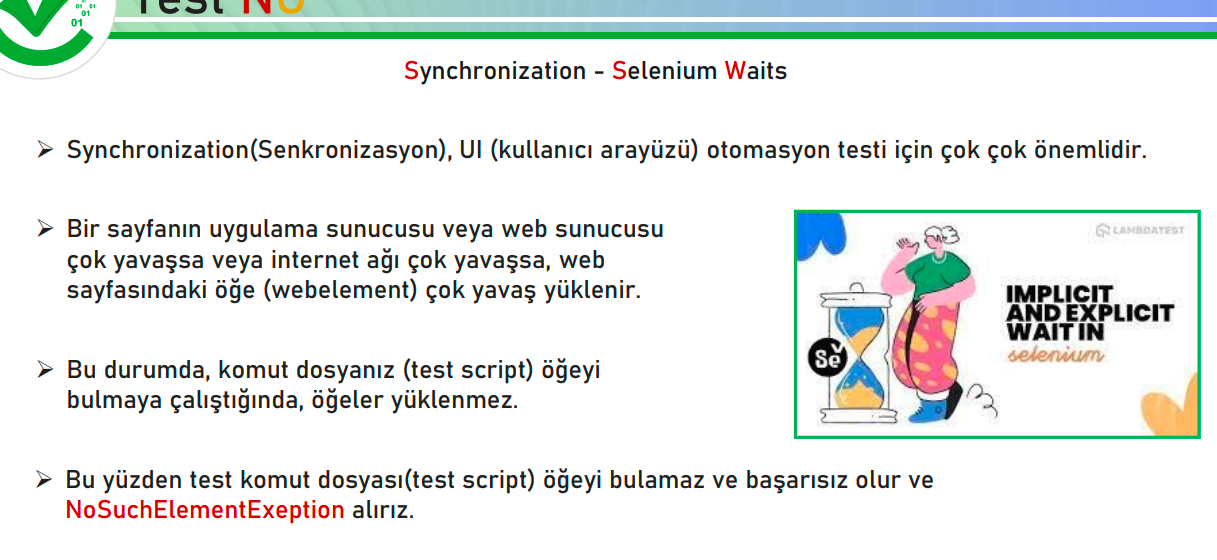 Test No
01 01
01
01
Synchronization - Selenium Waits
➤ Synchronization(Senkronizasyon), UI (kullanıcı arayüzü) otomasyon testi için çok çok önemlidir.
➤ Bir sayfanın uygulama sunucusu veya web sunucusu
çok yavaşsa veya internet ağı çok yavaşsa, web
sayfasındaki öğe (webelement) çok yavaş yüklenir.
LAMBDATEST
IMPLICIT
AND EXPLICIT
WAIT IN
selenium
Se
➤ Bu durumda, komut dosyanız (test script) öğeyi
bulmaya çalıştığında, öğeler yüklenmez.
➤ Bu yüzden test komut dosyası(test script) öğeyi bulamaz ve başarısız olur ve
NoSuchElementExeption alırız.